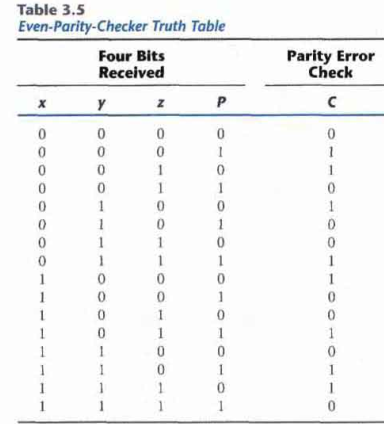 Table 3.5
Even-Parity-Checker Truth Table
Four Bits Parity Error
Received Check
x y z P C
0 0 0 0 0
0 0 0 1 1
0 0 1 0 1
0 0 1 1 0
0 1 0 0 1
0 1 0 1 0
0 1 1 0 0
0 1 1 1 1
1 0 0 0 1
1 0 0 1 0
1 0 1 0 0
1 0 1 1 1
1 1 0 0 0
1 1 0 1 1
1 1 1 0 1
1 1 1 1 0